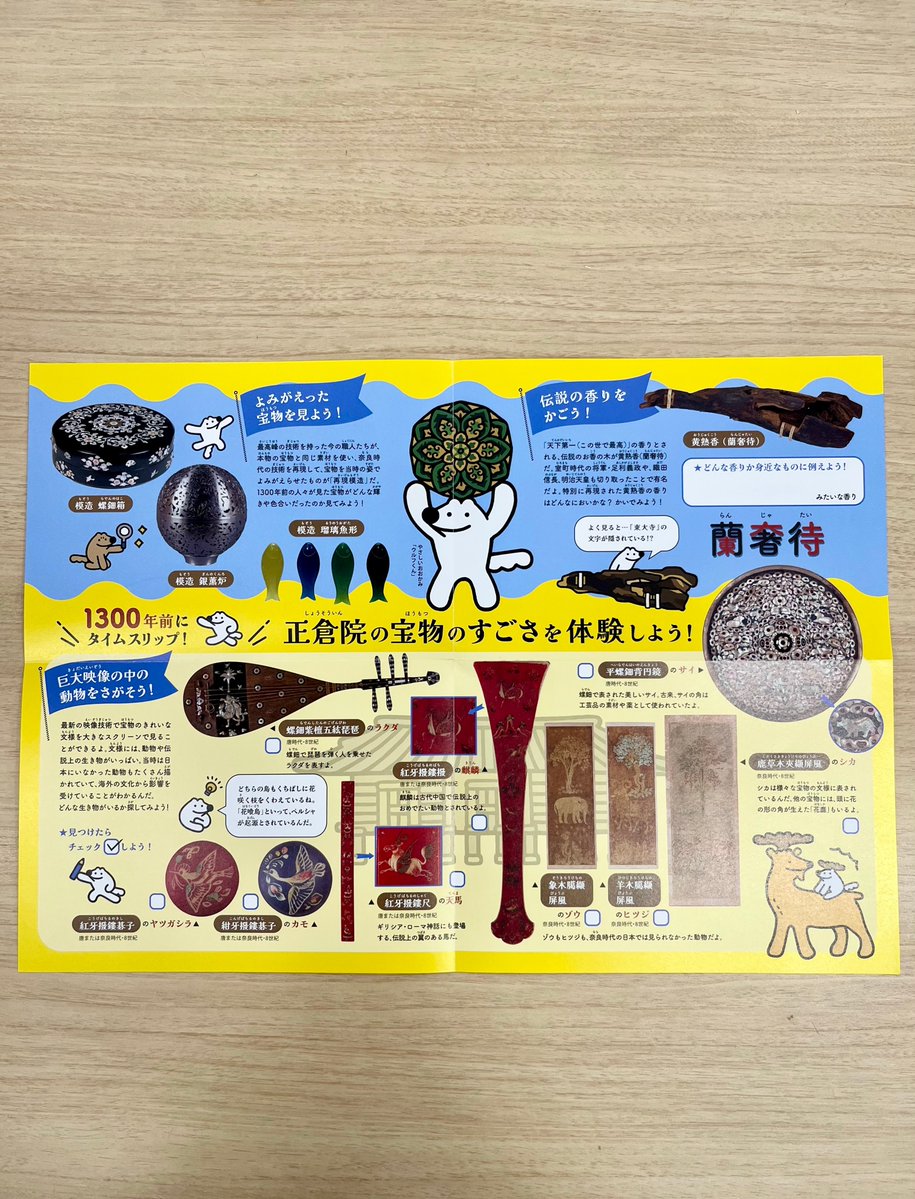 よみがえった
宝物を見よう！
最高峰の技術を持った今の職人たちが、
本物の宝物と同じ素材を使い、奈良時
代の技術を再現して、宝物を当時の姿で
よみがえらせたものが「再現模造」だ。
1300年前の人々が見た宝物がどんな輝
きや色合いだったのか見てみよう！
模造 螺鈿箱
模造 銀薫炉
模造 瑠璃魚形
やさしいおおかみ
「ウルフくん」
伝説の香りを
かごう！
「天下第一（この世で最高）」の香りとさ
れる、伝説のお香の木が黄熟香（蘭奢待）
だ。室町時代の将軍・足利義政や、織田
信長、明治天皇も切り取ったことで有名
だよ。特別に再現された黄熟香の香り
はどんなにおいかな？ かいでみよう！
黄熟香（蘭奢待）
★どんな香りか身近なものに例えよう！
みたいな香り
よく見ると…「東大寺」の
文字が隠されている！？
らん じゃ たい
蘭奢待
1300年前に
タイムスリップ！
しょうそういん ほうもつ
正倉院の宝物のすごさを体験しよう！
巨大映像の中の
動物をさがそう！
最新の映像技術で宝物のきれいな
文様を大きなスクリーンで見るこ
とができるよ。文様には、動物や伝
説上の生き物がいっぱい。当時は日
本にいなかった動物もたくさん描
かれていて、海外の文化から影響を
受けていることがわかるんだ。
どんな生き物がいるか探してみよう！
★見つけたら
チェック✓しよう！
どちらの鳥もくちばしに花
咲く枝をくわえているね。
「花喰鳥」といって、ペルシャ
が起源とされているんだ。
紅牙撥鏤碁子のヤツガシラ▲
唐または奈良時代・8世紀
紺牙撥鏤碁子のカモ▲
唐または奈良時代・8世紀
◀螺鈿紫檀五絃琵琶のラクダ
唐時代・8世紀
螺鈿で琵琶を弾く人を乗せた
ラクダを表すよ。
紅牙撥鏤撥の麒麟▲
唐または奈良時代・8世紀
麒麟は古代中国で伝説上の
おめでたい動物とされているよ。
▲紅牙撥鏤尺の天馬
唐または奈良時代・8世紀
ギリシア・ローマ神話にも登場
する、伝説上の翼のある馬だ。
平螺鈿背円鏡のサイ▶
唐時代・8世紀
螺鈿で表された美しいサイ。古来、サイの角は
工芸品の素材や薬として使われていたよ。
▲象木臈纈
屏風
のゾウ
奈良時代・8世紀
▲羊木臈纈
屏風
のヒツジ
奈良時代・8世紀
ゾウもヒツジも、奈良時代の日本では見られなかった動物だよ。
▲鹿草木夾纈屏風のシカ
奈良時代・8世紀
シカは様々な宝物の文様に表され
ているんだ。他の宝物には、頭に花
の形の角が生えた「花鹿」もいるよ。